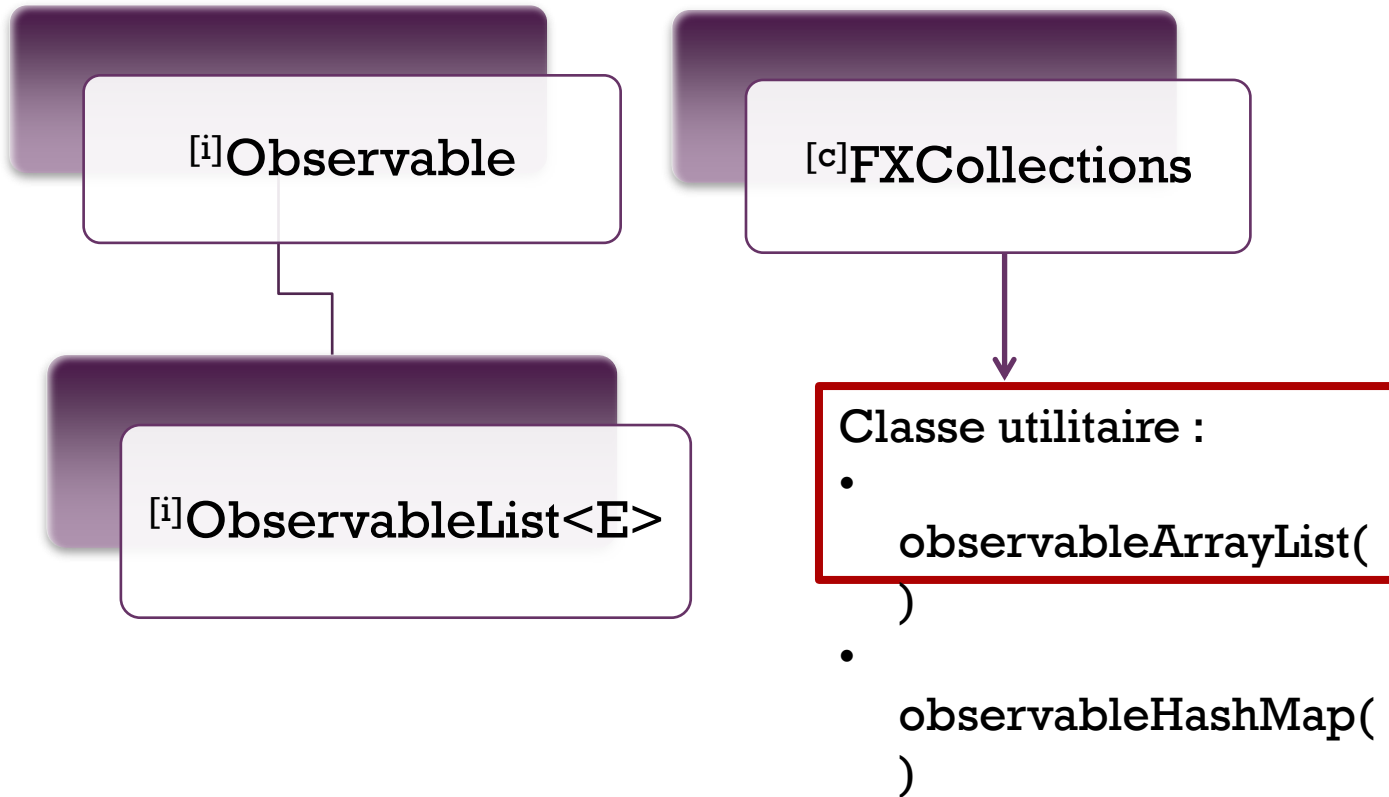 [i]Observable
[c]FXCollections
[i]ObservableList<E>
Classe utilitaire :
•
observableArrayList(
)
•
observableHashMap(
)